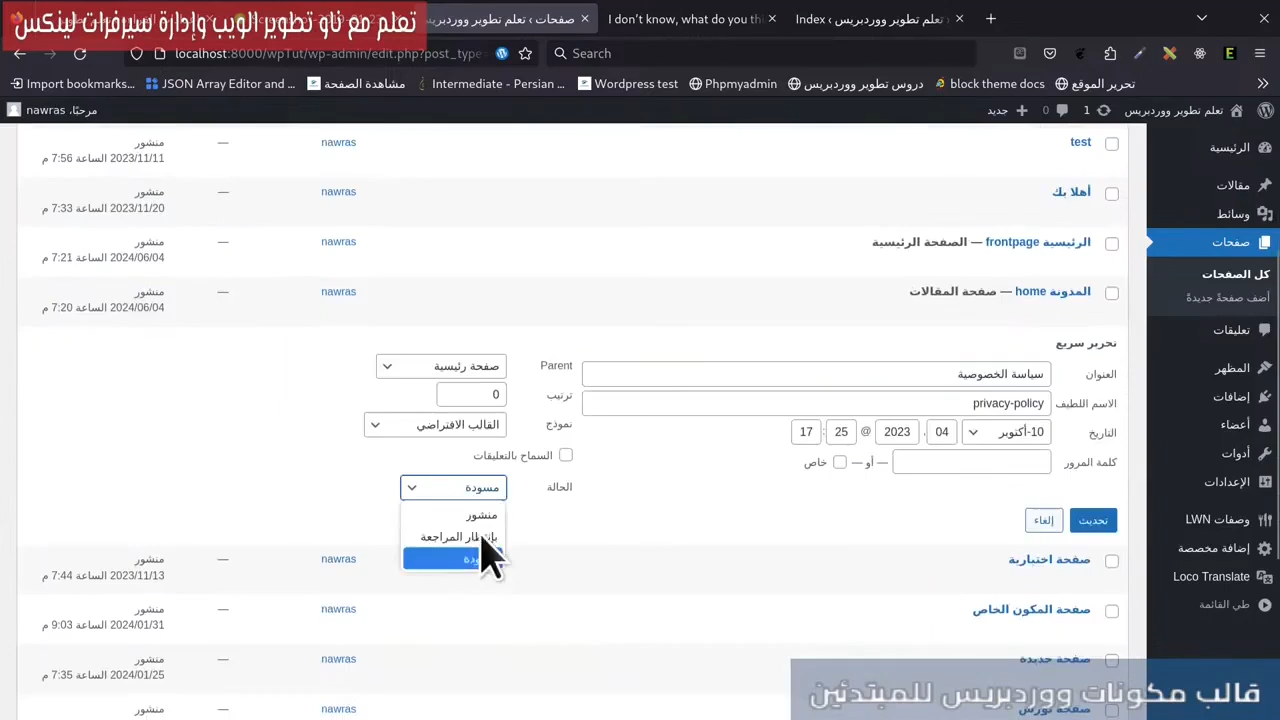 صفحات ‹ تعلم تطوير ووردبريس
I don't know, what do you thi
تعلم تطوير ووردبريس
تعلم مع ناو تطوير الويب وإدارة سيرفرات لينكس
localhost:8000/wpTut/wp-admin/edit.php?post_type
Search
Import bookmarks...
JSON Array Editor and ...
مشاهدة الصفحة
Intermediate - Persian ...
Wordpress test
Phpmyadmin
دروس تطوير ووردبريس
block theme docs
تحرير الموقع
تعلم تطوير ووردبريس
1
0
جديد
مرحبًا، nawras
test
nawras
—
منشور
2023/11/11 الساعة 7:56 م
أهلا بك
nawras
—
منشور
2023/11/20 الساعة 7:33 م
الرئيسية frontpage — الصفحة الرئيسية
nawras
—
منشور
2024/06/04 الساعة 7:21 م
المدونة home — صفحة المقالات
nawras
—
منشور
2024/06/04 الساعة 7:20 م
تحرير سريع
العنوان
سياسة الخصوصية
الاسم اللطيف
privacy-policy
التاريخ
10-أكتوبر
04 , 2023 @ 25 : 17
كلمة المرور
— أو —
خاص
Parent
صفحة رئيسية
ترتيب
0
نموذج
القالب الافتراضي
السماح بالتعليقات
الحالة
مسودة
منشور
بإنتظار المراجعة
تحديث
إلغاء
صفحة اختبارية
nawras
—
منشور
2023/11/13 الساعة 7:44 م
صفحة المكون الخاص
nawras
—
منشور
2024/01/31 الساعة 9:03 م
صفحة جديدة
nawras
—
منشور
2024/01/25 الساعة 7:35 م
nawras
—
منشور
الرئيسية
مقالات
وسائط
صفحات
كل الصفحات
أضف صفحةً جديدةً
تعليقات
المظهر
إضافات
أعضاء
أدوات
الإعدادات
وصفات LWN
إضافة مخصصة
Loco Translate
طي القائمة
قالب مكونات ووردبريس للمبتدئين